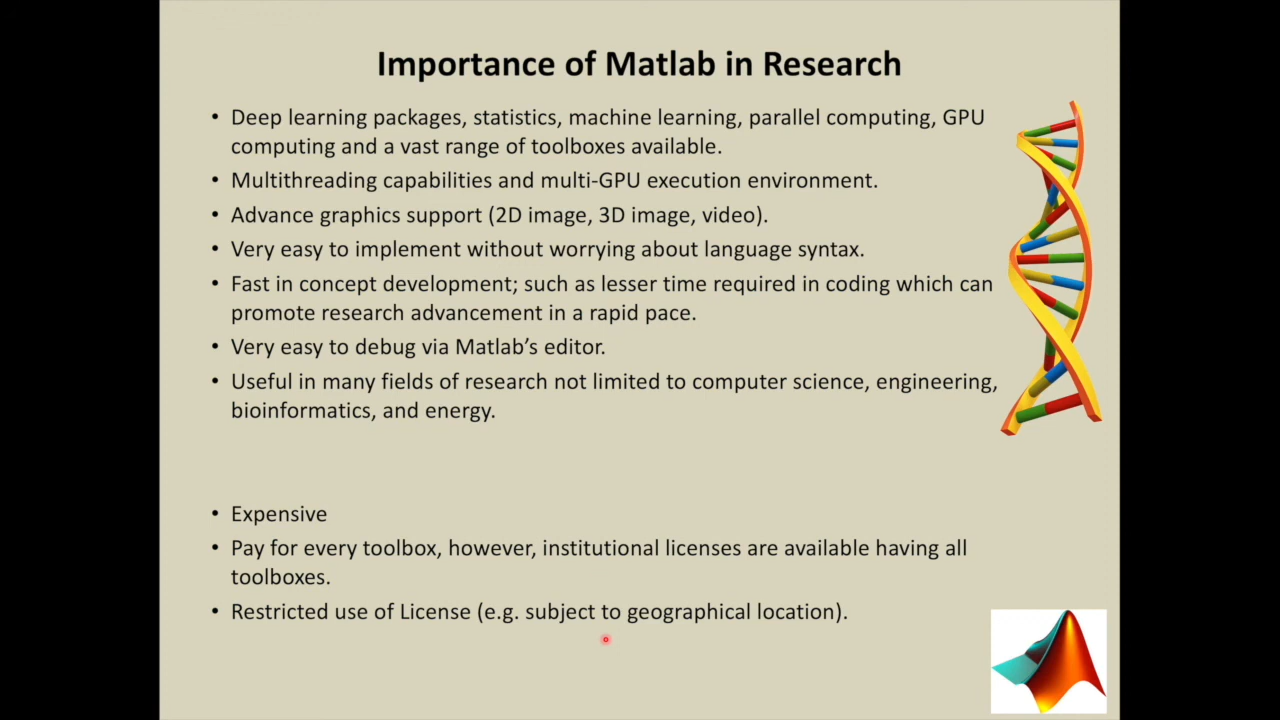 Importance of Matlab in Research
• Deep learning packages, statistics, machine learning, parallel computing, GPU
computing and a vast range of toolboxes available.
• Multithreading capabilities and multi-GPU execution environment.
• Advance graphics support (2D image, 3D image, video).
• Very easy to implement without worrying about language syntax.
• Fast in concept development; such as lesser time required in coding which can
promote research advancement in a rapid pace.
• Very easy to debug via Matlab’s editor.
• Useful in many fields of research not limited to computer science, engineering,
bioinformatics, and energy.
• Expensive
• Pay for every toolbox, however, institutional licenses are available having all
toolboxes.
• Restricted use of License (e.g. subject to geographical location).